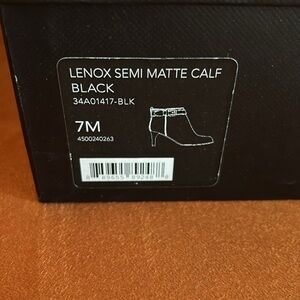 LENOX SEMI MATTE CALF
BLACK
34A01417-BLK
7M
4500240263